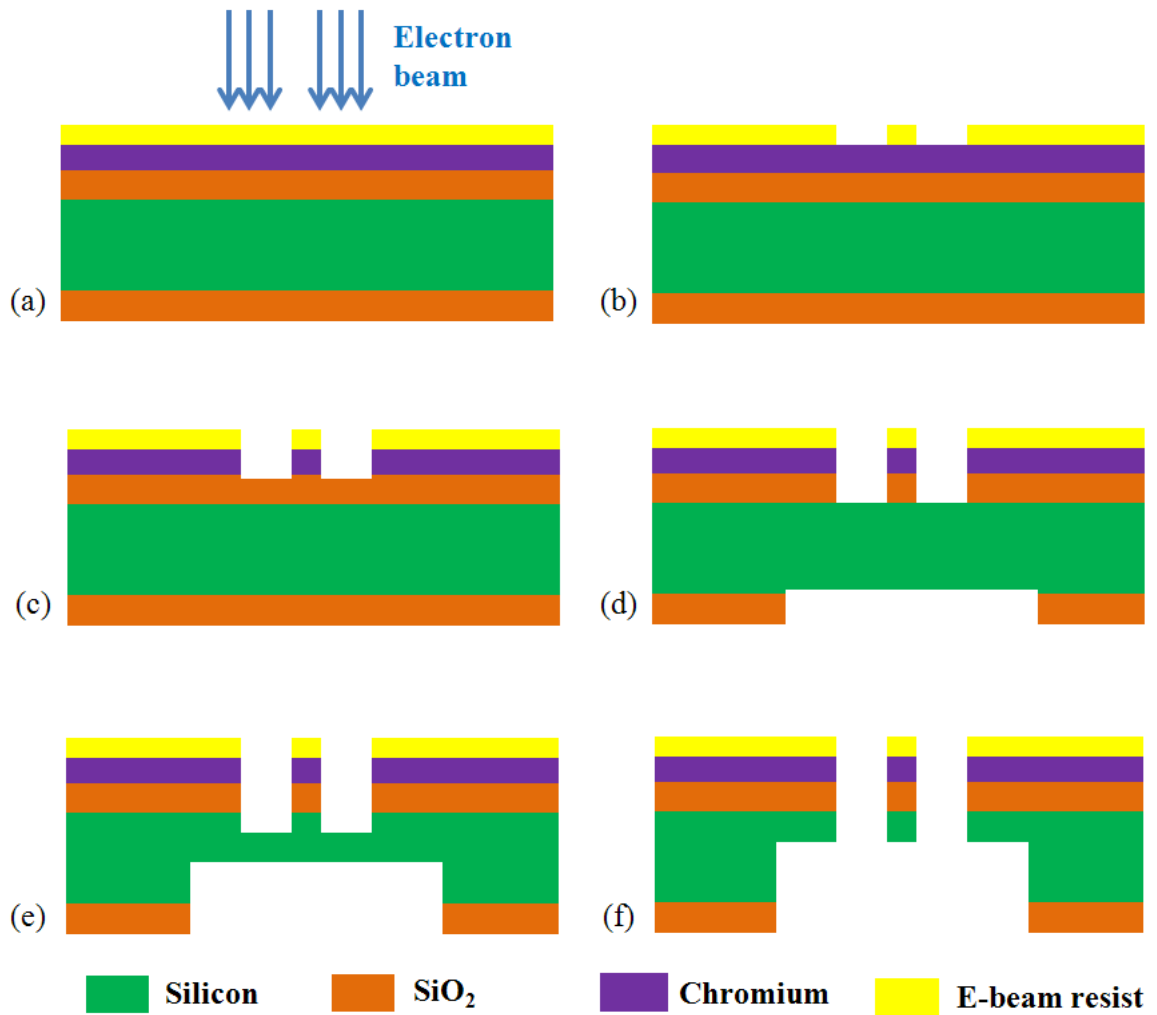 Electron
beam
(a)
(b)
(c)
(d)
(e)
(f)
Silicon
SiO₂
Chromium
E-beam resist